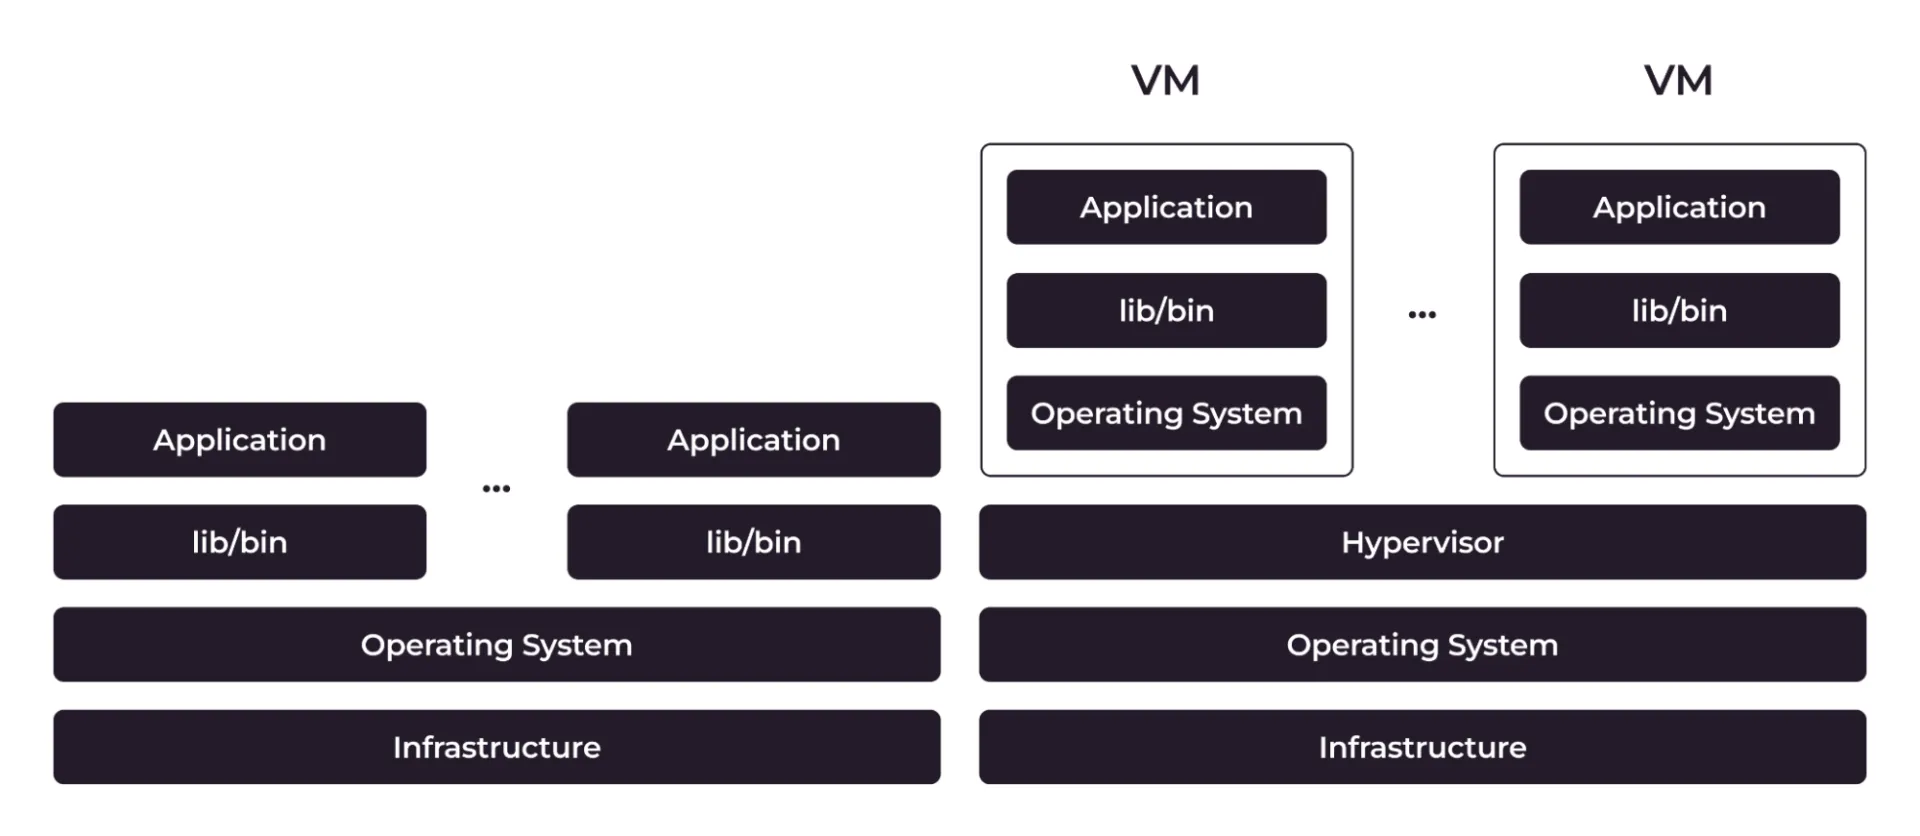 VM
VM
Application
Application
lib/bin
...
lib/bin
Operating System
Operating System
Application
...
Application
lib/bin
lib/bin
Hypervisor
Operating System
Operating System
Infrastructure
Infrastructure